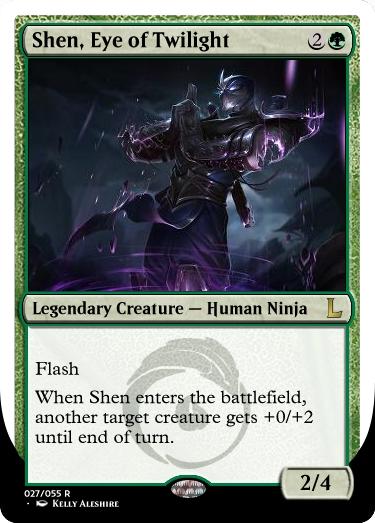 Shen, Eye of Twilight 2
Legendary Creature — Human Ninja L
Flash
When Shen enters the battlefield,
another target creature gets +0/+2
until end of turn.
2/4
027/055 R
· Kelly Aleshire